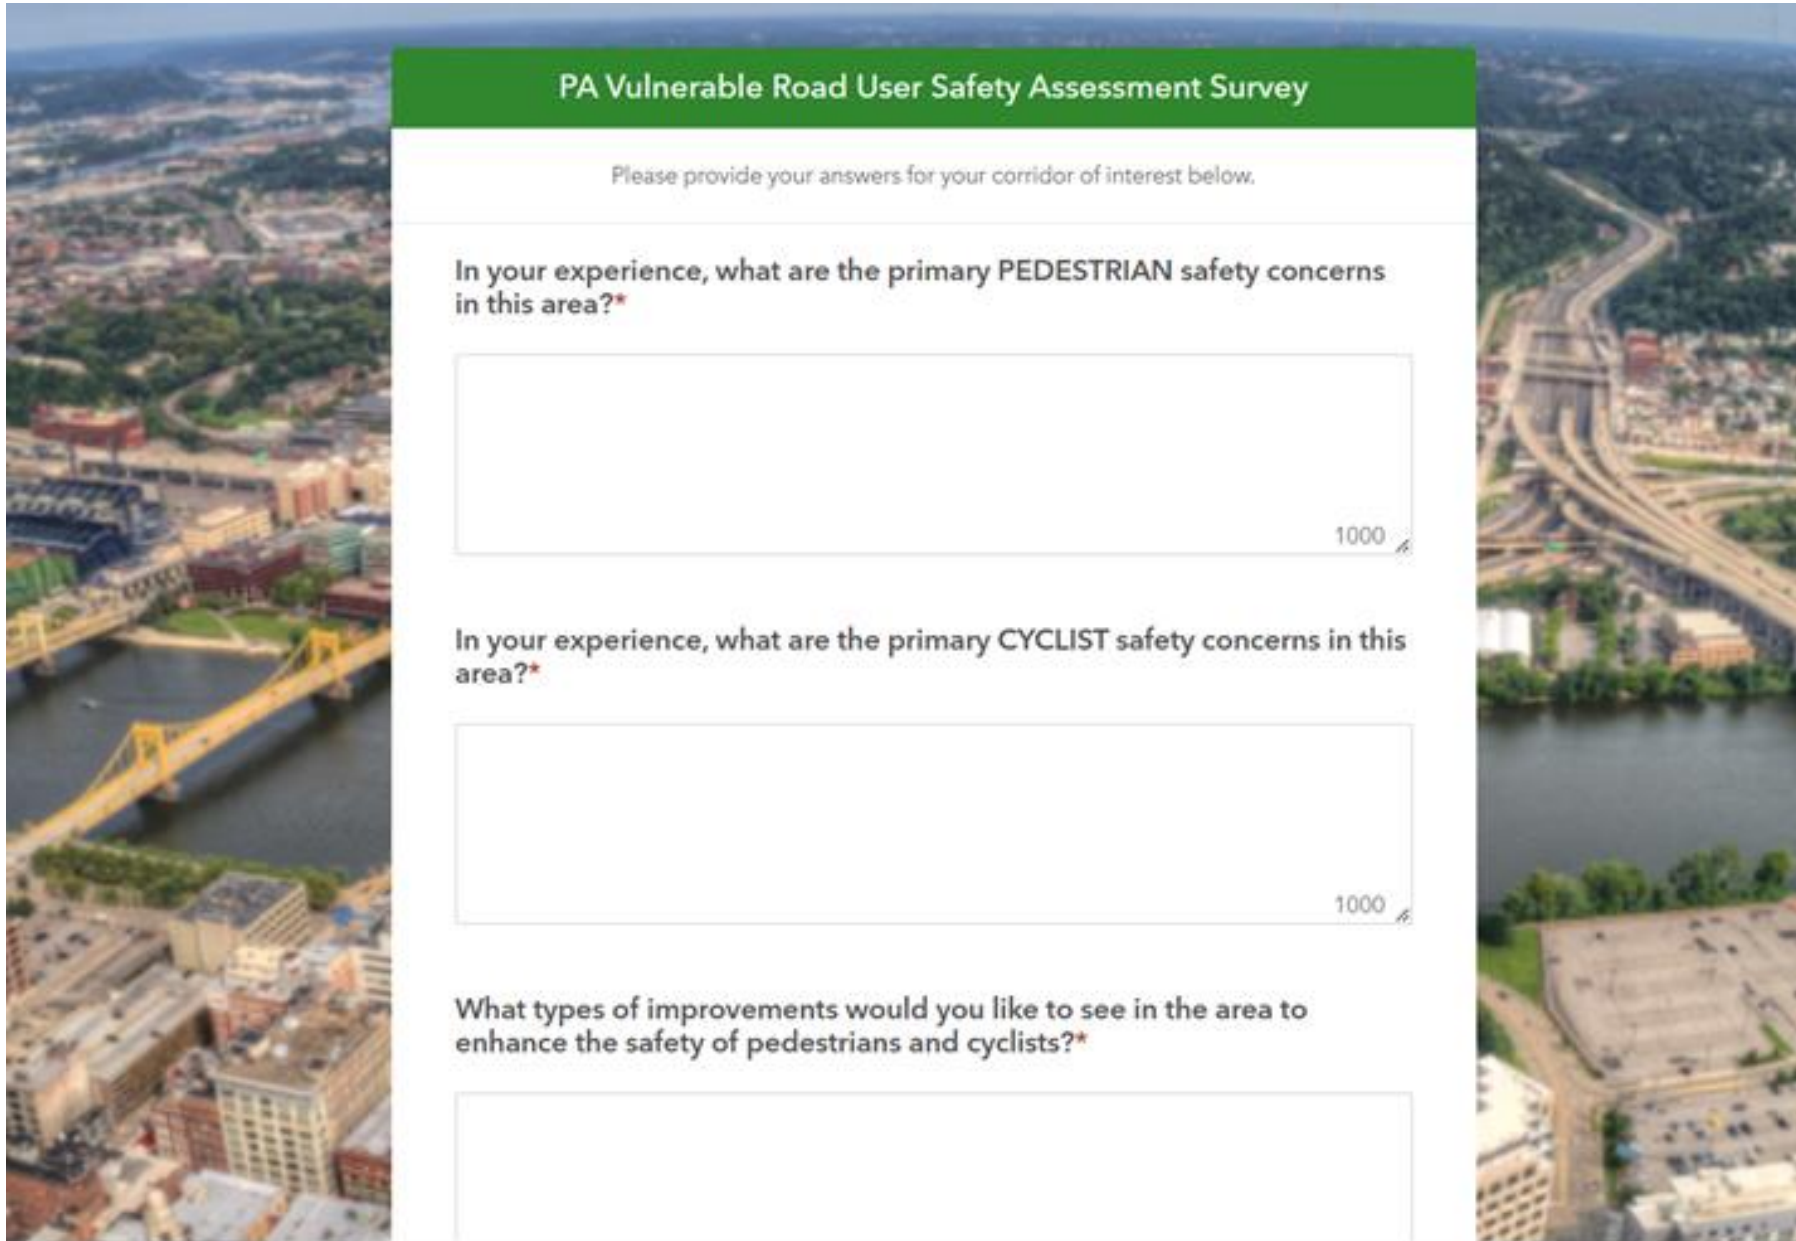 PA Vulnerable Road User Safety Assessment Survey
Please provide your answers for your corridor of interest below.
In your experience, what are the primary PEDESTRIAN safety concerns
in this area?*
1000
In your experience, what are the primary CYCLIST safety concerns in this
area?*
1000
What types of improvements would you like to see in the area to
enhance the safety of pedestrians and cyclists?*